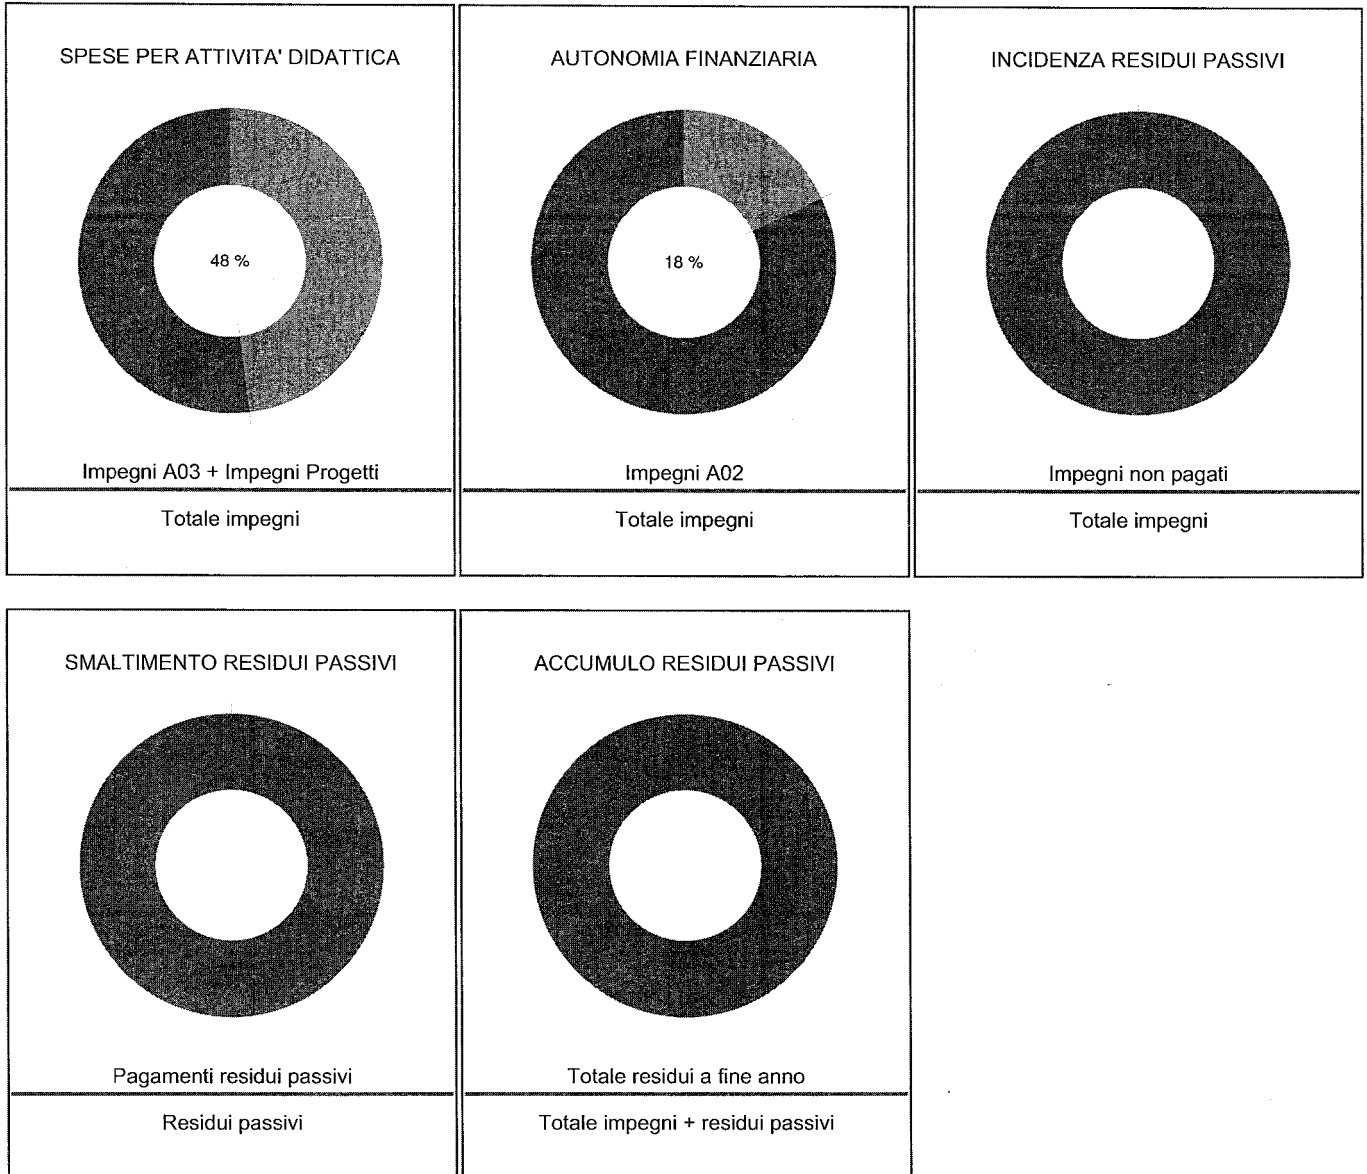 SPESE PER ATTIVITA' DIDATTICA
48 %
Impegni A03 + Impegni Progetti
Totale impegni
AUTONOMIA FINANZIARIA
18 %
Impegni A02
Totale impegni
INCIDENZA RESIDUI PASSIVI
Impegni non pagati
Totale impegni
SMALTIMENTO RESIDUI PASSIVI
Pagamenti residui passivi
Residui passivi
ACCUMULO RESIDUI PASSIVI
Totale residui a fine anno
Totale impegni + residui passivi